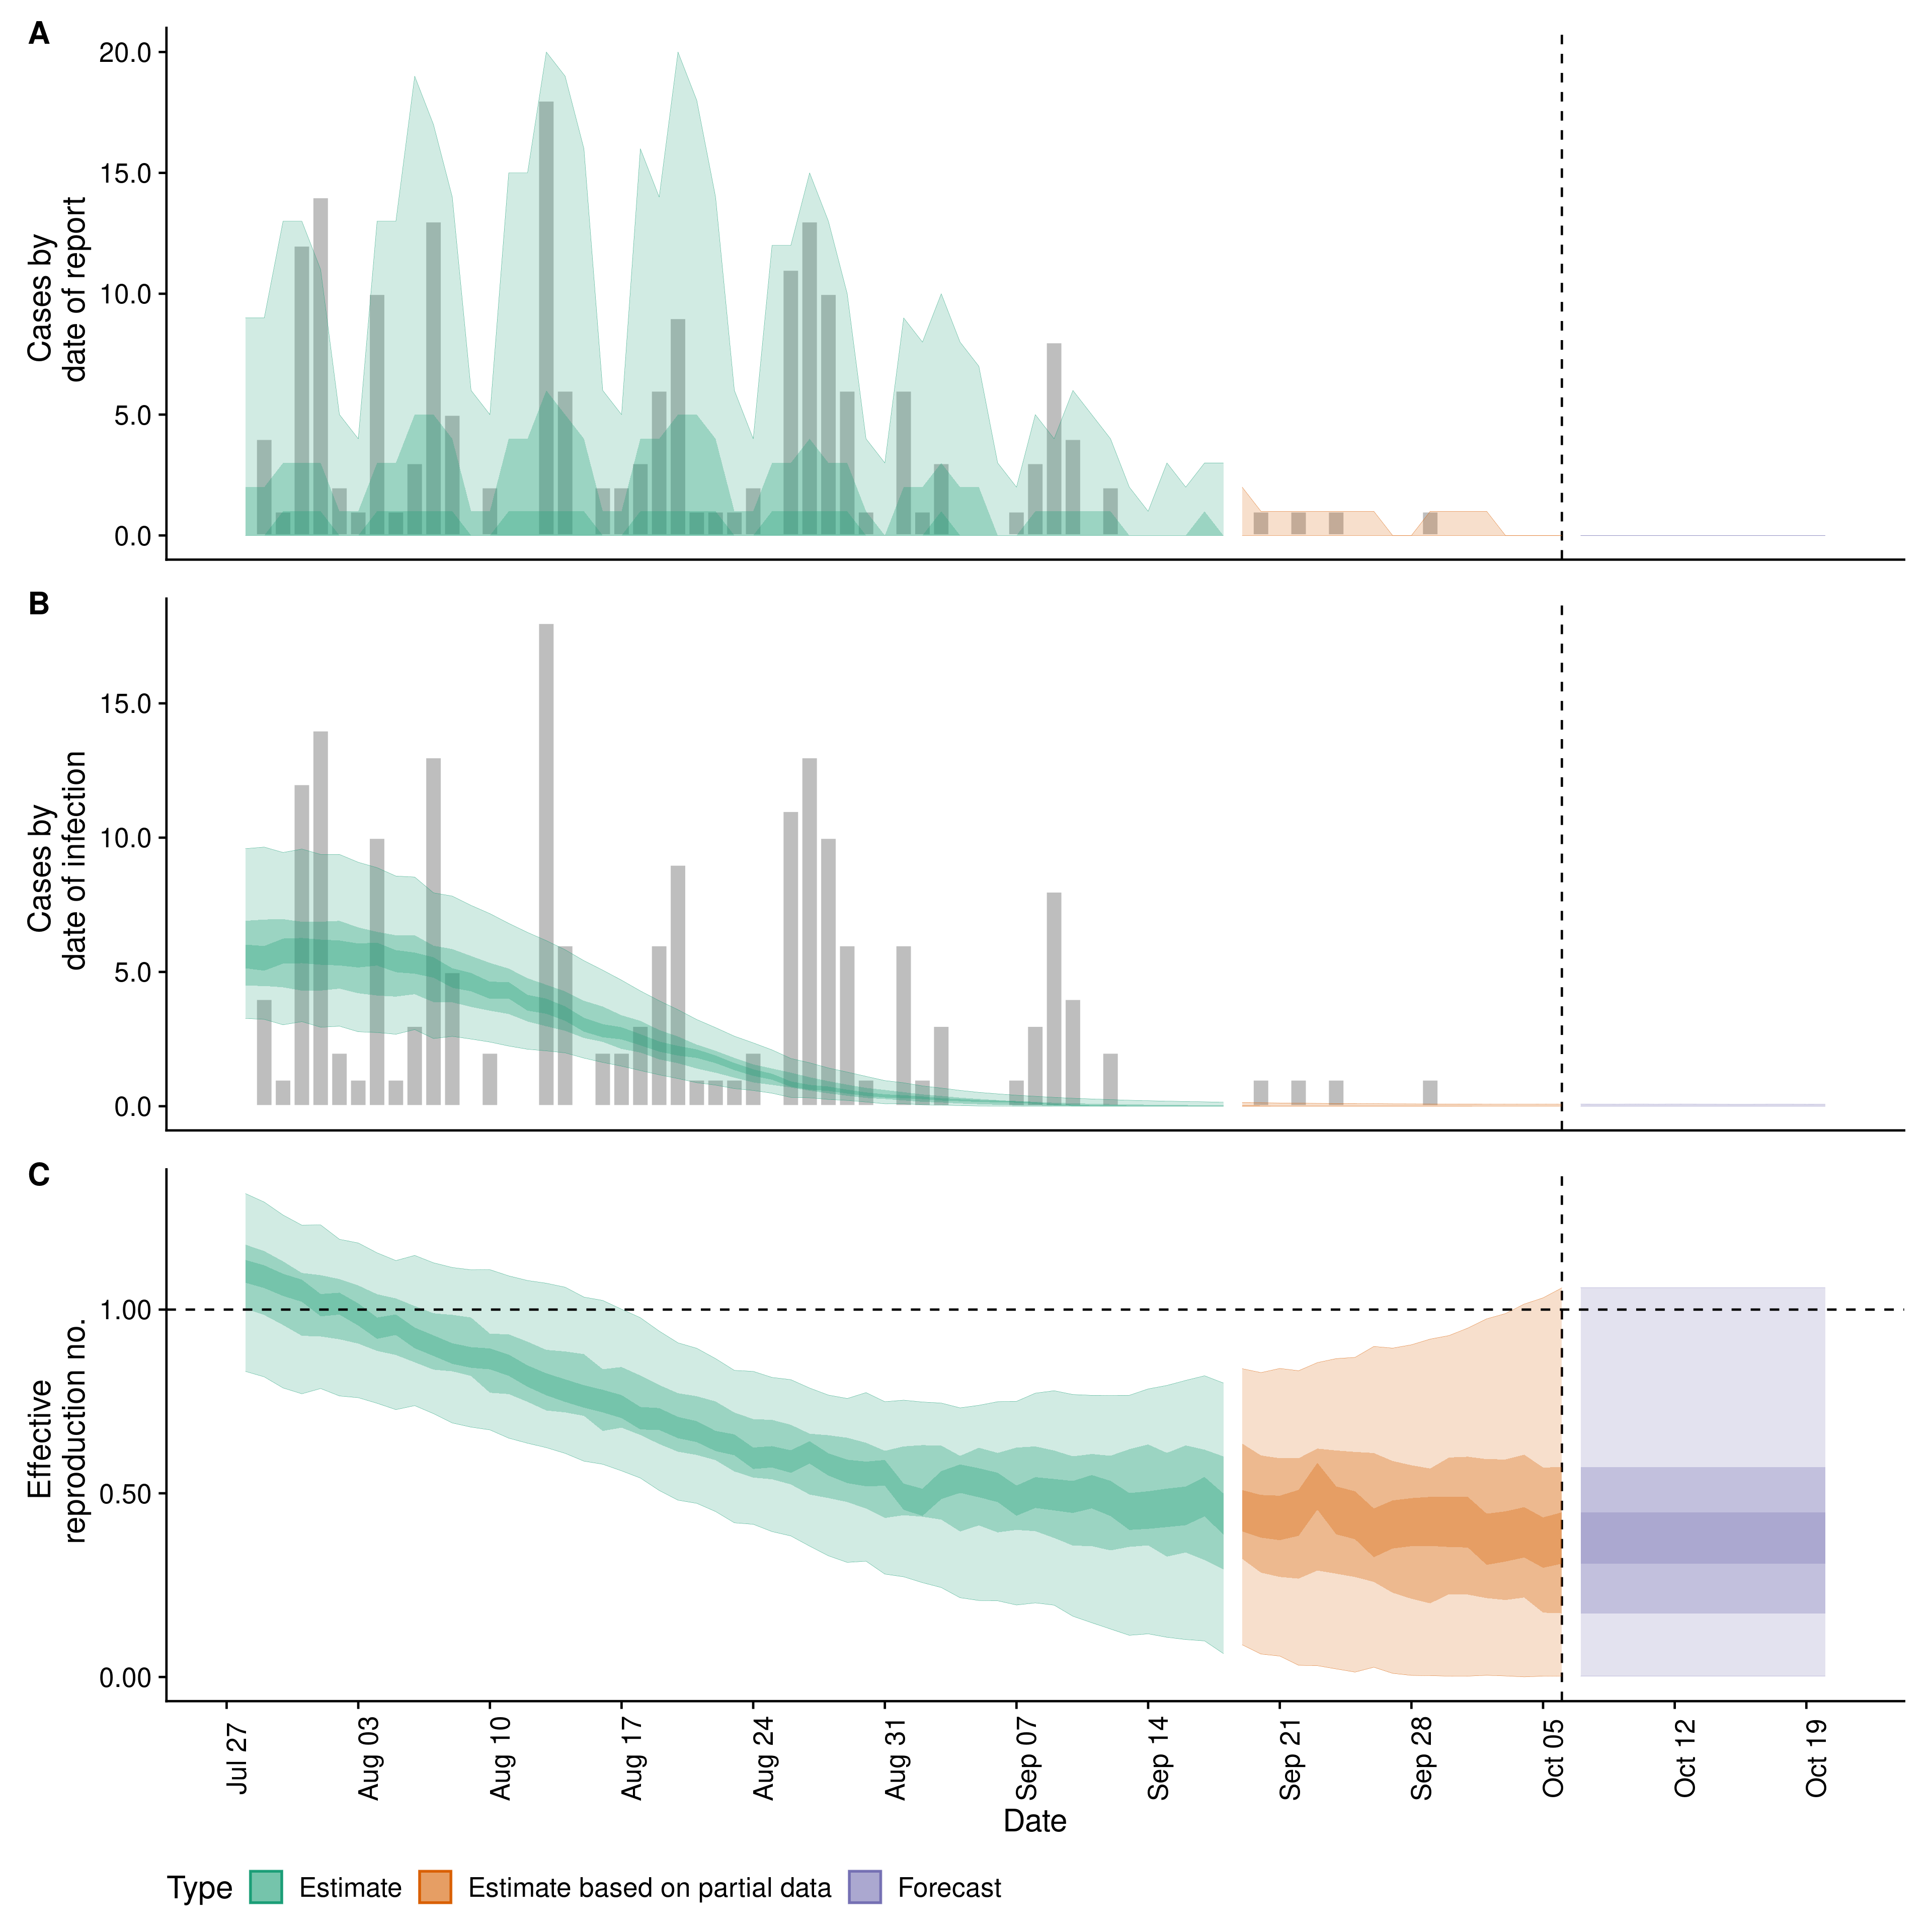 A
20.0
15.0
10.0
5.0
0.0
Cases by
date of report
B
15.0
10.0
5.0
0.0
Cases by
date of infection
C
1.00
0.50
0.00
Effective
reproduction no.
Jul 27
Aug 03
Aug 10
Aug 17
Aug 24
Aug 31
Sep 07
Sep 14
Sep 21
Sep 28
Oct 05
Oct 12
Oct 19
Date
Type Estimate Estimate based on partial data Forecast